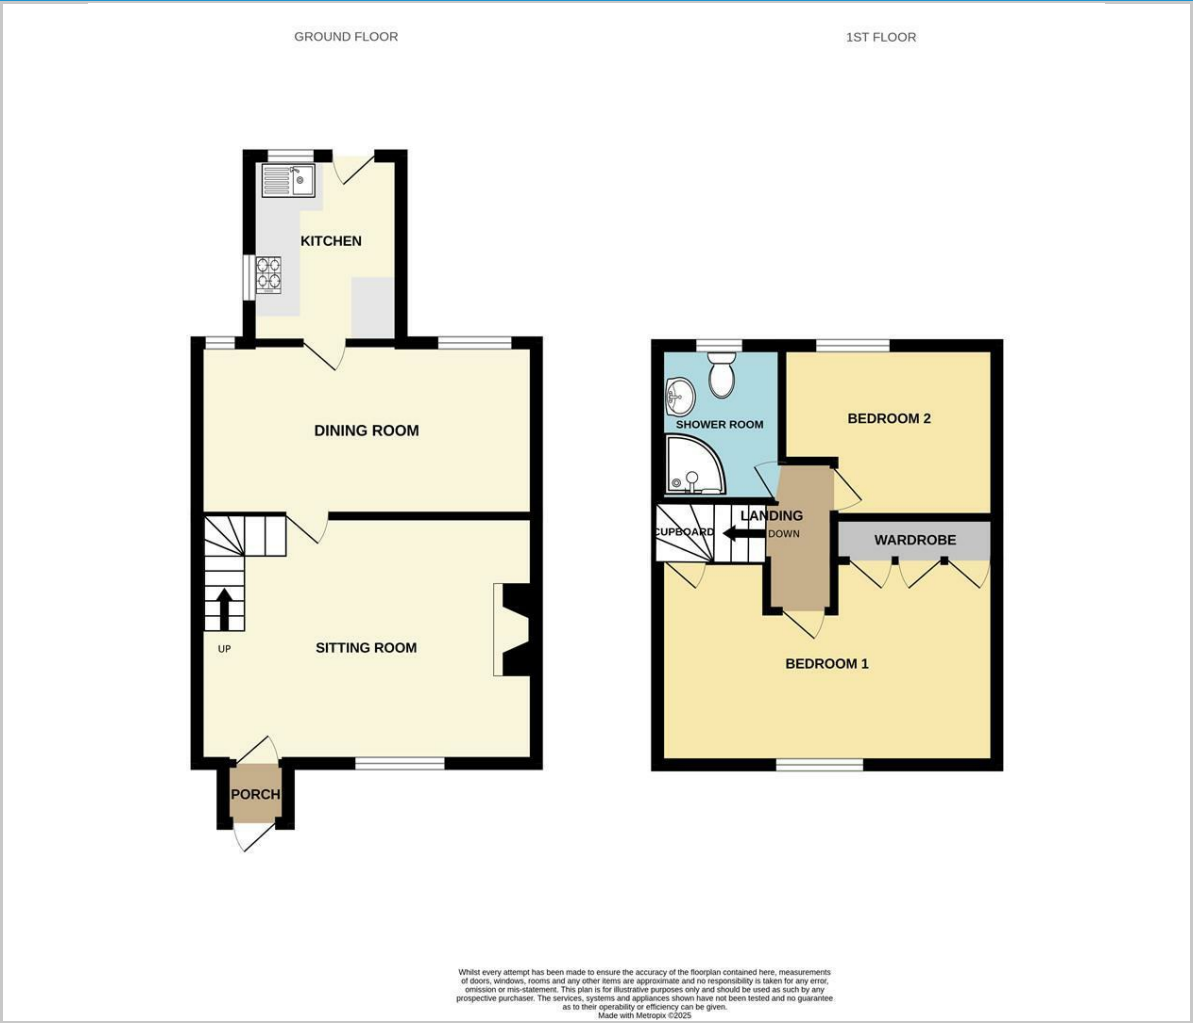 GROUND FLOOR
1ST FLOOR
KITCHEN
DINING ROOM
UP
SITTING ROOM
PORCH
SHOWER ROOM
BEDROOM 2
LANDING
CUPBOARD
DOWN
WARDROBE
BEDROOM 1
Whilst every attempt has been made to ensure the accuracy of the floorplan contained here, measurements
of doors, windows, rooms and any other items are approximate and no responsibility is taken for any error,
omission or mis-statement. This plan is for illustrative purposes only and should be used as such by any
prospective purchaser. The services, systems and appliances shown have not been tested and no guarantee
as to their operability or efficiency can be given.
Made with Metropix ©2025